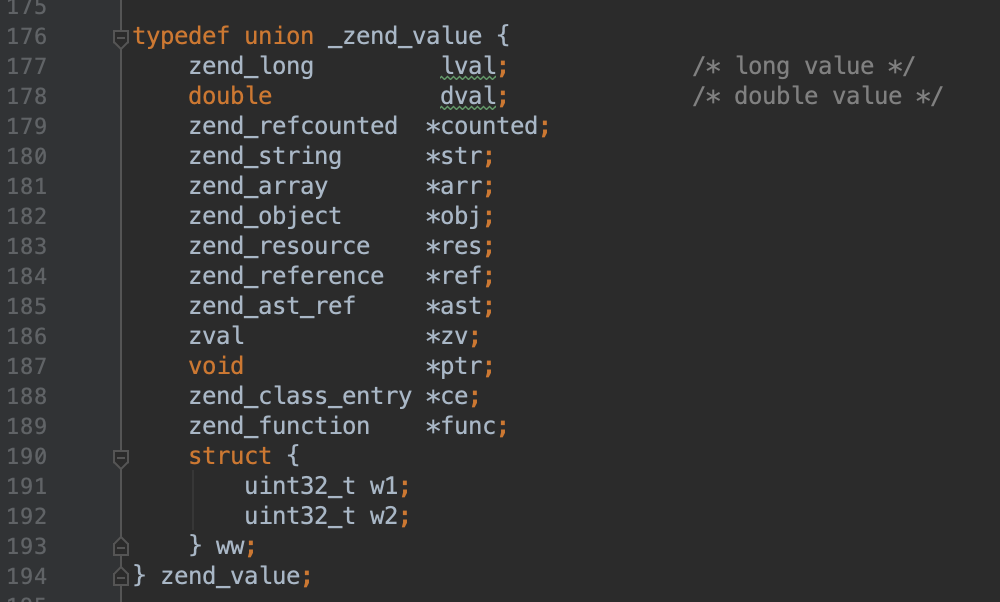 175
176 typedef union _zend_value {
177     zend_long         lval;             /* long value */
178     double            dval;             /* double value */
179     zend_refcounted  *counted;
180     zend_string      *str;
181     zend_array       *arr;
182     zend_object      *obj;
183     zend_resource    *res;
184     zend_reference   *ref;
185     zend_ast_ref     *ast;
186     zval             *zv;
187     void             *ptr;
188     zend_class_entry *ce;
189     zend_function    *func;
190     struct {
191         uint32_t w1;
192         uint32_t w2;
193     } ww;
194 } zend_value;
195